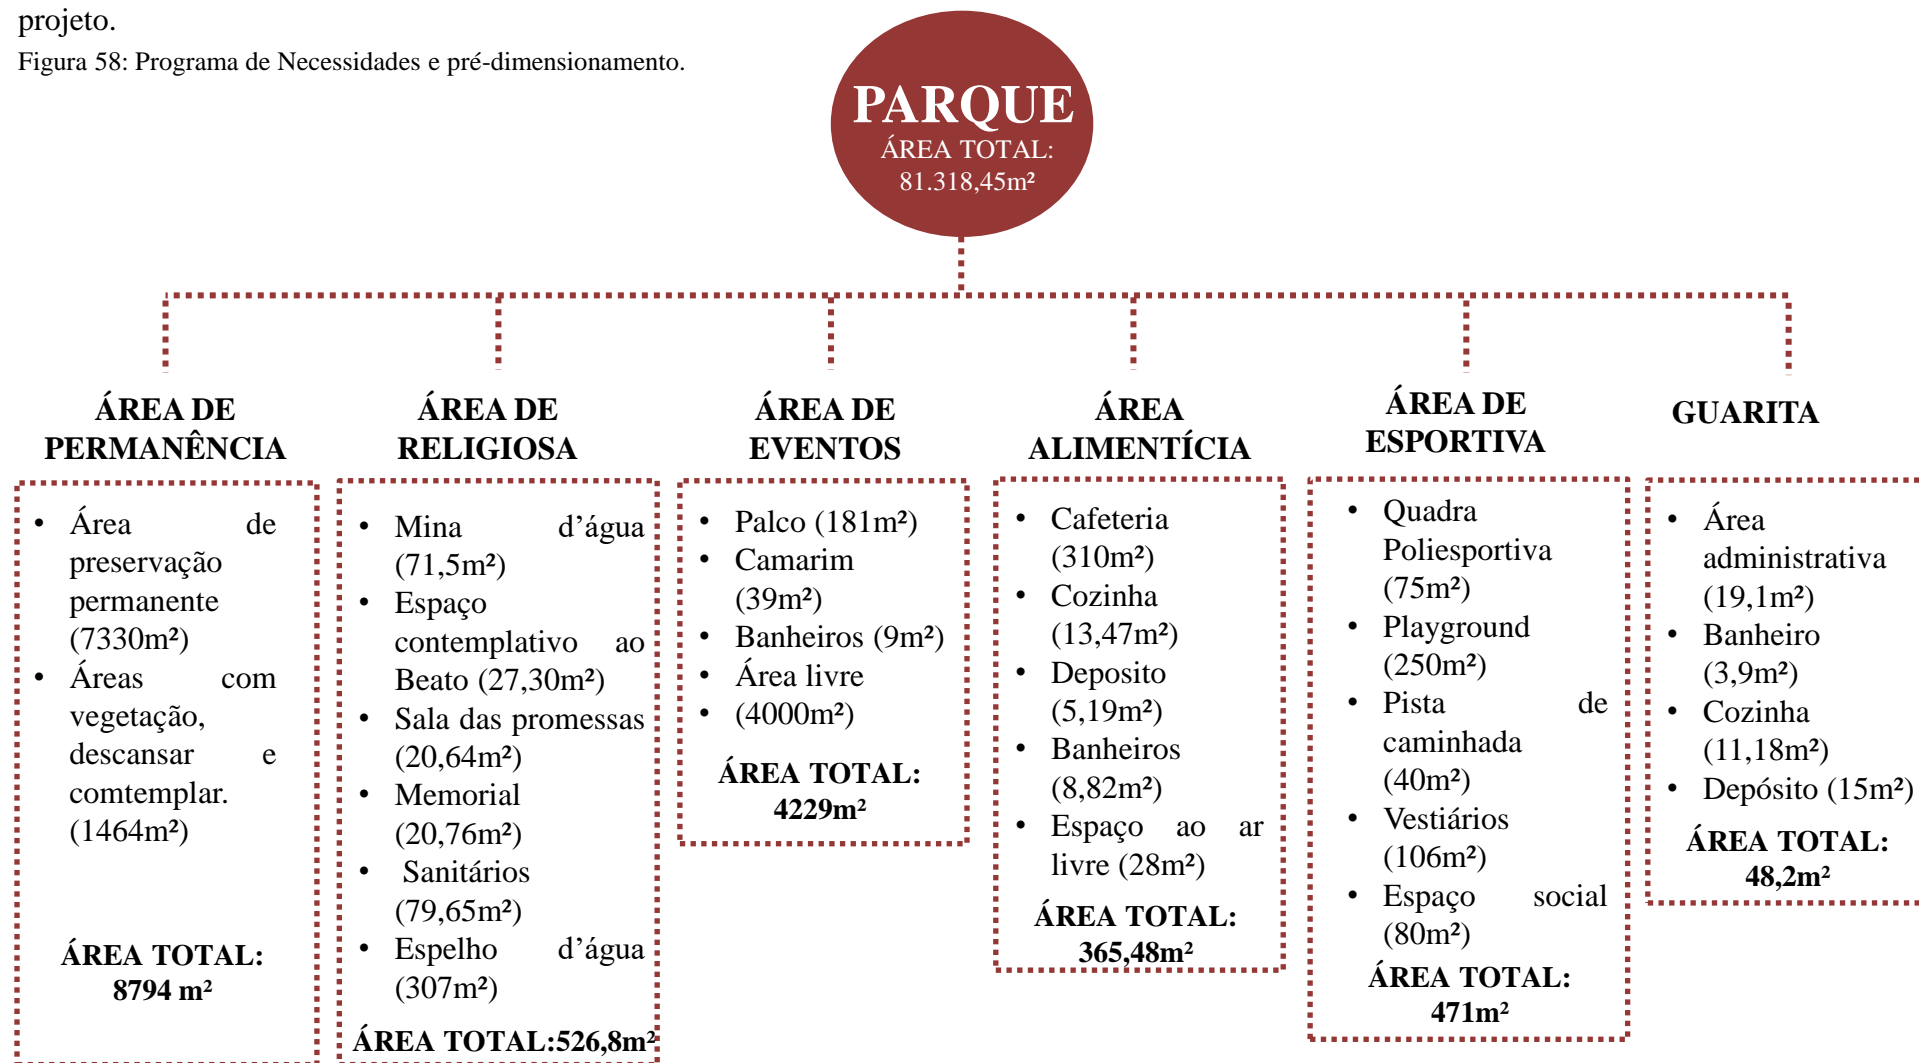 projeto.
Figura 58: Programa de Necessidades e pré-dimensionamento.
PARQUE
ÁREA TOTAL:
81.318,45m²
ÁREA DE
PERMANÊNCIA
• Área de
preservação
permanente
(7330m²)
• Áreas com
vegetação,
descansar e
comtemplar.
(1464m²)
ÁREA TOTAL:
8794 m²
ÁREA DE
RELIGIOSA
• Mina d’água
(71,5m²)
• Espaço
contemplativo ao
Beato (27,30m²)
• Sala das promessas
(20,64m²)
• Memorial
(20,76m²)
• Sanitários
(79,65m²)
• Espelho d’água
(307m²)
ÁREA TOTAL:526,8m²
ÁREA DE
EVENTOS
• Palco (181m²)
• Camarim
(39m²)
• Banheiros (9m²)
• Área livre
• (4000m²)
ÁREA TOTAL:
4229m²
ÁREA
ALIMENTÍCIA
• Cafeteria
(310m²)
• Cozinha
(13,47m²)
• Deposito
(5,19m²)
• Banheiros
(8,82m²)
• Espaço ao ar
livre (28m²)
ÁREA TOTAL:
365,48m²
ÁREA DE
ESPORTIVA
• Quadra
Poliesportiva
(75m²)
• Playground
(250m²)
• Pista de
caminhada
(40m²)
• Vestiários
(106m²)
• Espaço social
(80m²)
ÁREA TOTAL:
471m²
GUARITA
• Área
administrativa
(19,1m²)
• Banheiro
(3,9m²)
• Cozinha
(11,18m²)
• Depósito (15m²)
ÁREA TOTAL:
48,2m²